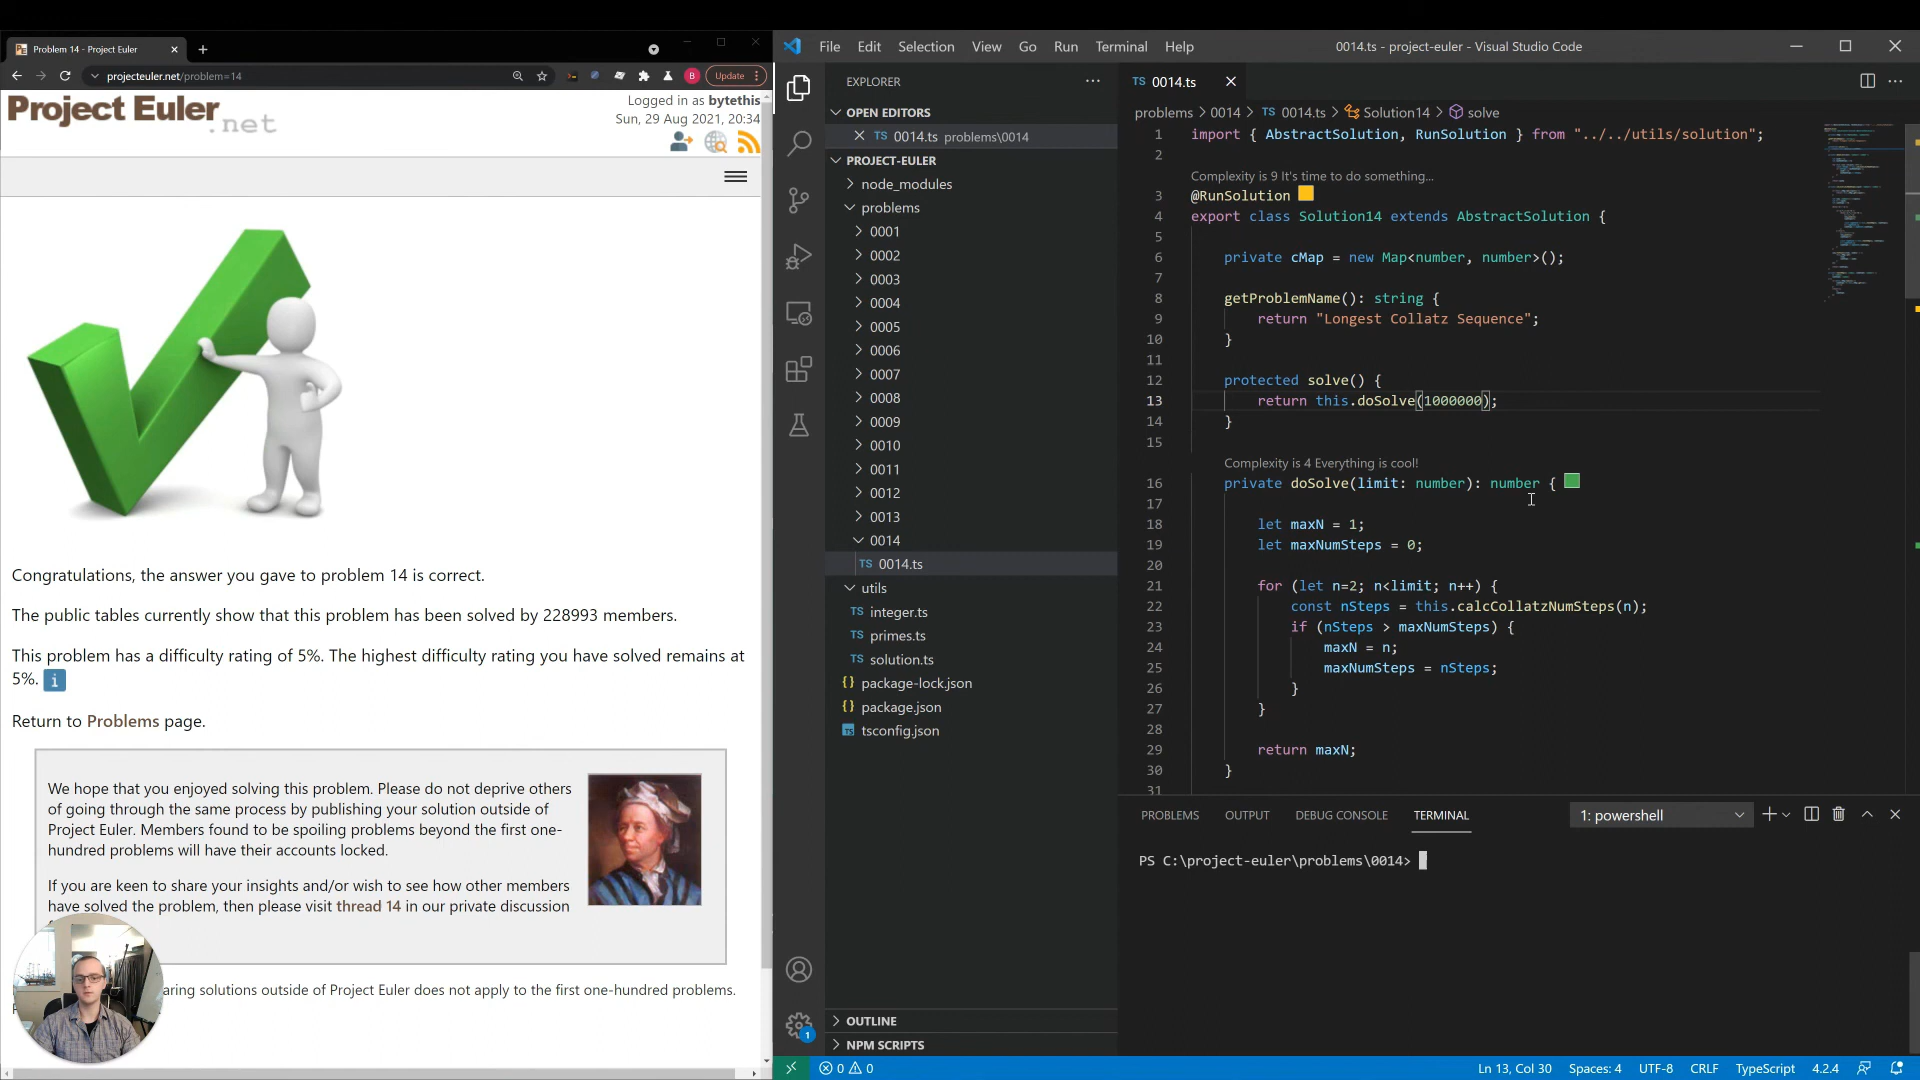 Problem 14 - Project Euler
projecteuler.net/problem=14
B
Update
Project Euler
.net
Logged in as bytethis
Sun, 29 Aug 2021, 20:34
Congratulations, the answer you gave to problem 14 is correct.
The public tables currently show that this problem has been solved by 228993 members.
This problem has a difficulty rating of 5%. The highest difficulty rating you have solved remains at
5%. i
Return to Problems page.
We hope that you enjoyed solving this problem. Please do not deprive others
of going through the same process by publishing your solution outside of
Project Euler. Members found to be spoiling problems beyond the first one-
hundred problems will have their accounts locked.
If you are keen to share your insights and/or wish to see how other members
have solved the problem, then please visit thread 14 in our private discussion
aring solutions outside of Project Euler does not apply to the first one-hundred problems.
File Edit Selection View Go Run Terminal Help
0014.ts - project-euler - Visual Studio Code
EXPLORER
OPEN EDITORS
TS 0014.ts problems\0014
PROJECT-EULER
node_modules
problems
0001
0002
0003
0004
0005
0006
0007
0008
0009
0010
0011
0012
0013
0014
TS 0014.ts
utils
TS integer.ts
TS primes.ts
TS solution.ts
{} package-lock.json
{} package.json
TS tsconfig.json
OUTLINE
NPM SCRIPTS
1
TS 0014.ts
problems > 0014 > TS 0014.ts > Solution14 > solve
1 import { AbstractSolution, RunSolution } from "../../utils/solution";
2
Complexity is 9 It's time to do something...
3 @RunSolution
4 export class Solution14 extends AbstractSolution {
5
6 private cMap = new Map<number, number>();
7
8 getProblemName(): string {
9 return "Longest Collatz Sequence";
10 }
11
12 protected solve() {
13 return this.doSolve(1000000);
14 }
15
Complexity is 4 Everything is cool!
16 private doSolve(limit: number): number {
17
18 let maxN = 1;
19 let maxNumSteps = 0;
20
21 for (let n=2; n<limit; n++) {
22 const nSteps = this.calcCollatzNumSteps(n);
23 if (nSteps > maxNumSteps) {
24 maxN = n;
25 maxNumSteps = nSteps;
26 }
27 }
28
29 return maxN;
30 }
31
PROBLEMS OUTPUT DEBUG CONSOLE TERMINAL 1: powershell
PS C:\project-euler\problems\0014>
0 0 Ln 13, Col 30 Spaces: 4 UTF-8 CRLF TypeScript 4.2.4